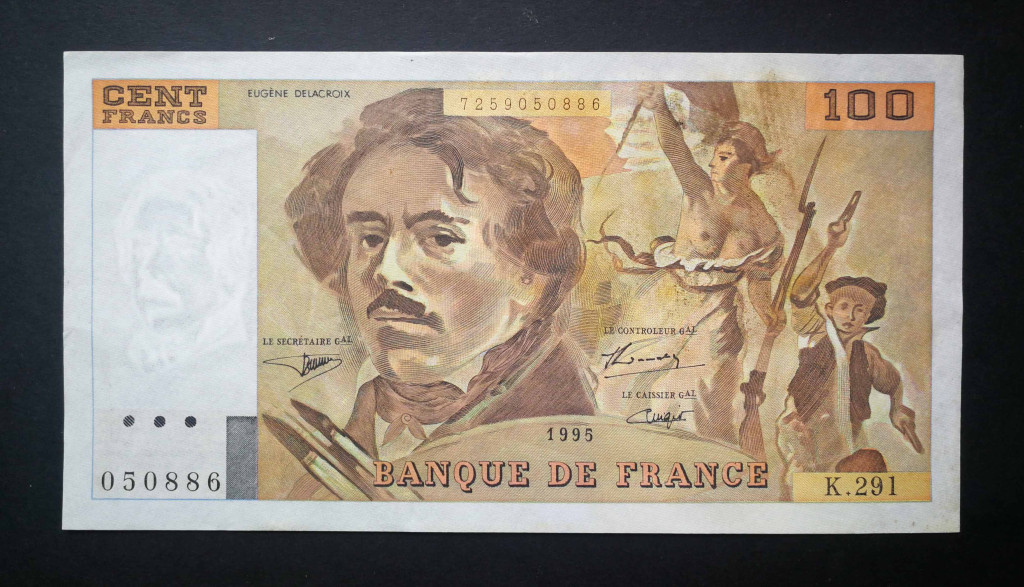 CENT
FRANCS
EUGÈNE DELACROIX
7259050886
100
LE SECRÉTAIRE GAL
LE CONTROLEUR GAL
LE CAISSIER GAL
1995
BANQUE DE FRANCE
050886
K.291